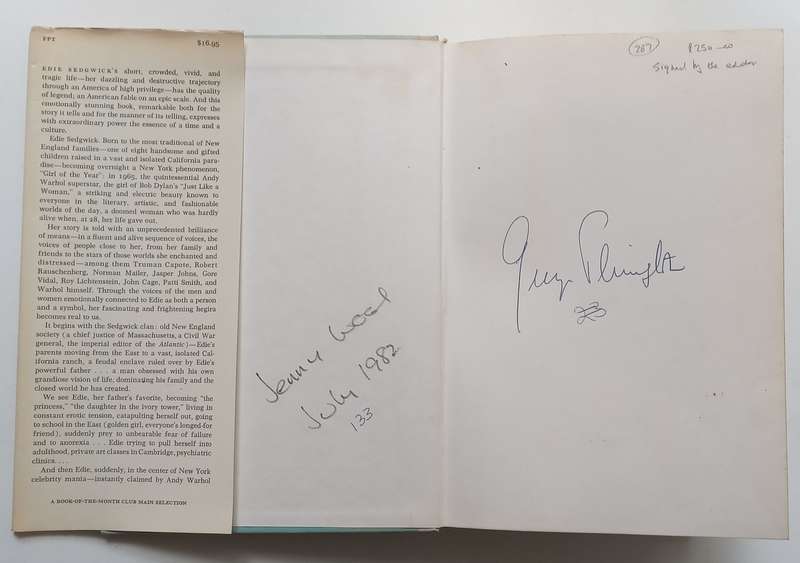 FPT
$16.95
EDIE SEDGWICK'S short, crowded, vivid, and
tragic life—her dazzling and destructive trajectory
through an America of high privilege—has the quality
of legend; an American fable on an epic scale. And this
emotionally stunning book, remarkable both for the
story it tells and for the manner of its telling, expresses
with extraordinary power the essence of a time and a
culture.
Edie Sedgwick. Born to the most traditional of New
England families—one of eight handsome and gifted
children raised in a vast and isolated California para-
dise—becoming overnight a New York phenomenon,
"Girl of the Year": in 1965, the quintessential Andy
Warhol superstar, the girl of Bob Dylan's "Just Like a
Woman," a striking and electric beauty known to
everyone in the literary, artistic, and fashionable
worlds of the day, a doomed woman who was hardly
alive when, at 28, her life gave out.
Her story is told with an unprecedented brilliance
of means—in a fluent and alive sequence of voices, the
voices of people close to her, from her family and
friends to the stars of those worlds she enchanted and
distressed—among them Truman Capote, Robert
Rauschenberg, Norman Mailer, Jasper Johns, Gore
Vidal, Roy Lichtenstein, John Cage, Patti Smith, and
Warhol himself. Through the voices of the men and
women emotionally connected to Edie as both a person
and a symbol, her fascinating and frightening hegira
becomes real to us.
It begins with the Sedgwick clan: old New England
society (a chief justice of Massachusetts, a Civil War
general, the imperial editor of the Atlantic)—Edie's
parents moving from the East to a vast, isolated Cal-
ifornia ranch, a feudal enclave ruled over by Edie's
powerful father . . . a man obsessed with his own
grandiose vision of life; dominating his family and the
closed world he has created.
We see Edie, her father's favorite, becoming "the
princess," "the daughter in the ivory tower," living in
constant erotic tension, catapulting herself out, going
to school in the East (golden girl, everyone's longed-for
friend), suddenly prey to unbearable fear of failure
and to anorexia . . . Edie trying to pull herself into
adulthood, private art classes in Cambridge, psychiatric
clinics. . . .
And then Edie, suddenly, in the center of New York
celebrity mania—instantly claimed by Andy Warhol
A BOOK-OF-THE-MONTH CLUB MAIN SELECTION
Jenny Wood
July 1982
133
287
$250-00
Signed by the editor